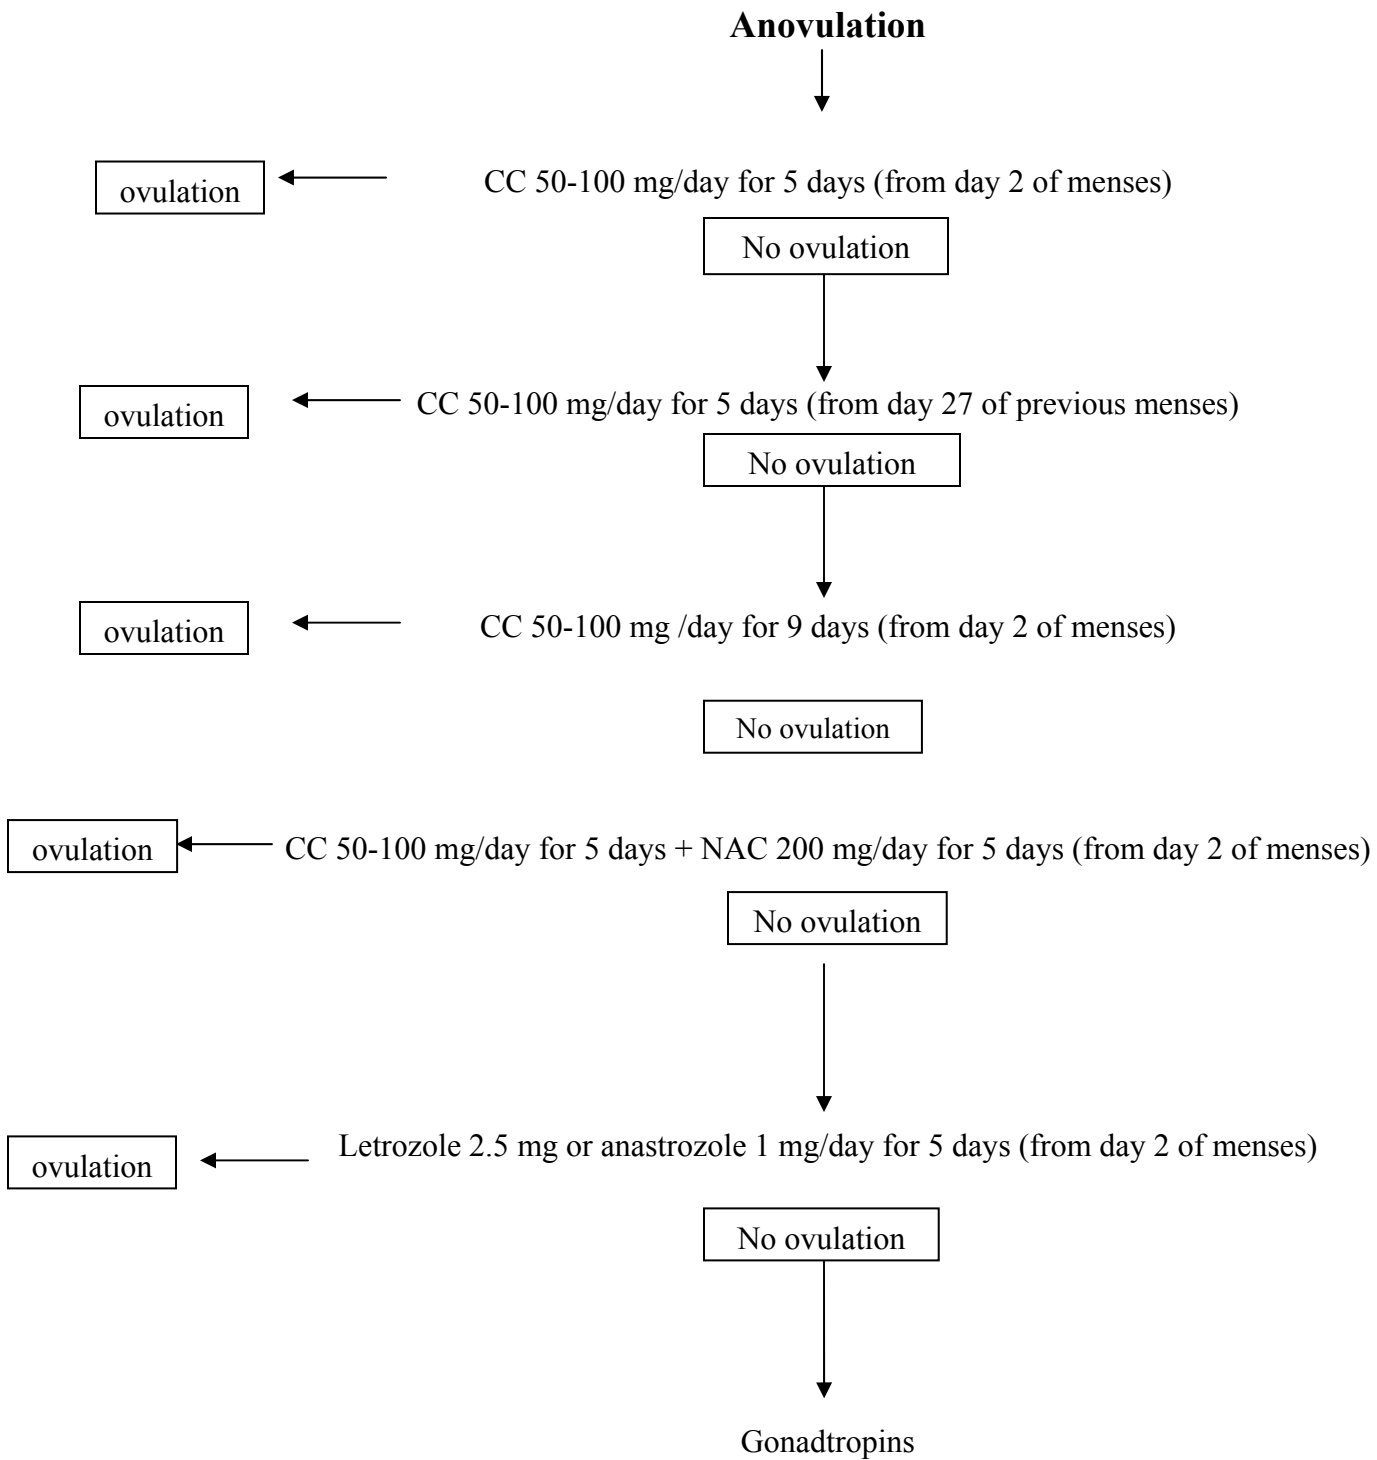 Anovulation
ovulation
CC 50-100 mg/day for 5 days (from day 2 of menses)
No ovulation
ovulation
CC 50-100 mg/day for 5 days (from day 27 of previous menses)
No ovulation
ovulation
CC 50-100 mg /day for 9 days (from day 2 of menses)
No ovulation
ovulation
CC 50-100 mg/day for 5 days + NAC 200 mg/day for 5 days (from day 2 of menses)
No ovulation
ovulation
Letrozole 2.5 mg or anastrozole 1 mg/day for 5 days (from day 2 of menses)
No ovulation
Gonadtropins